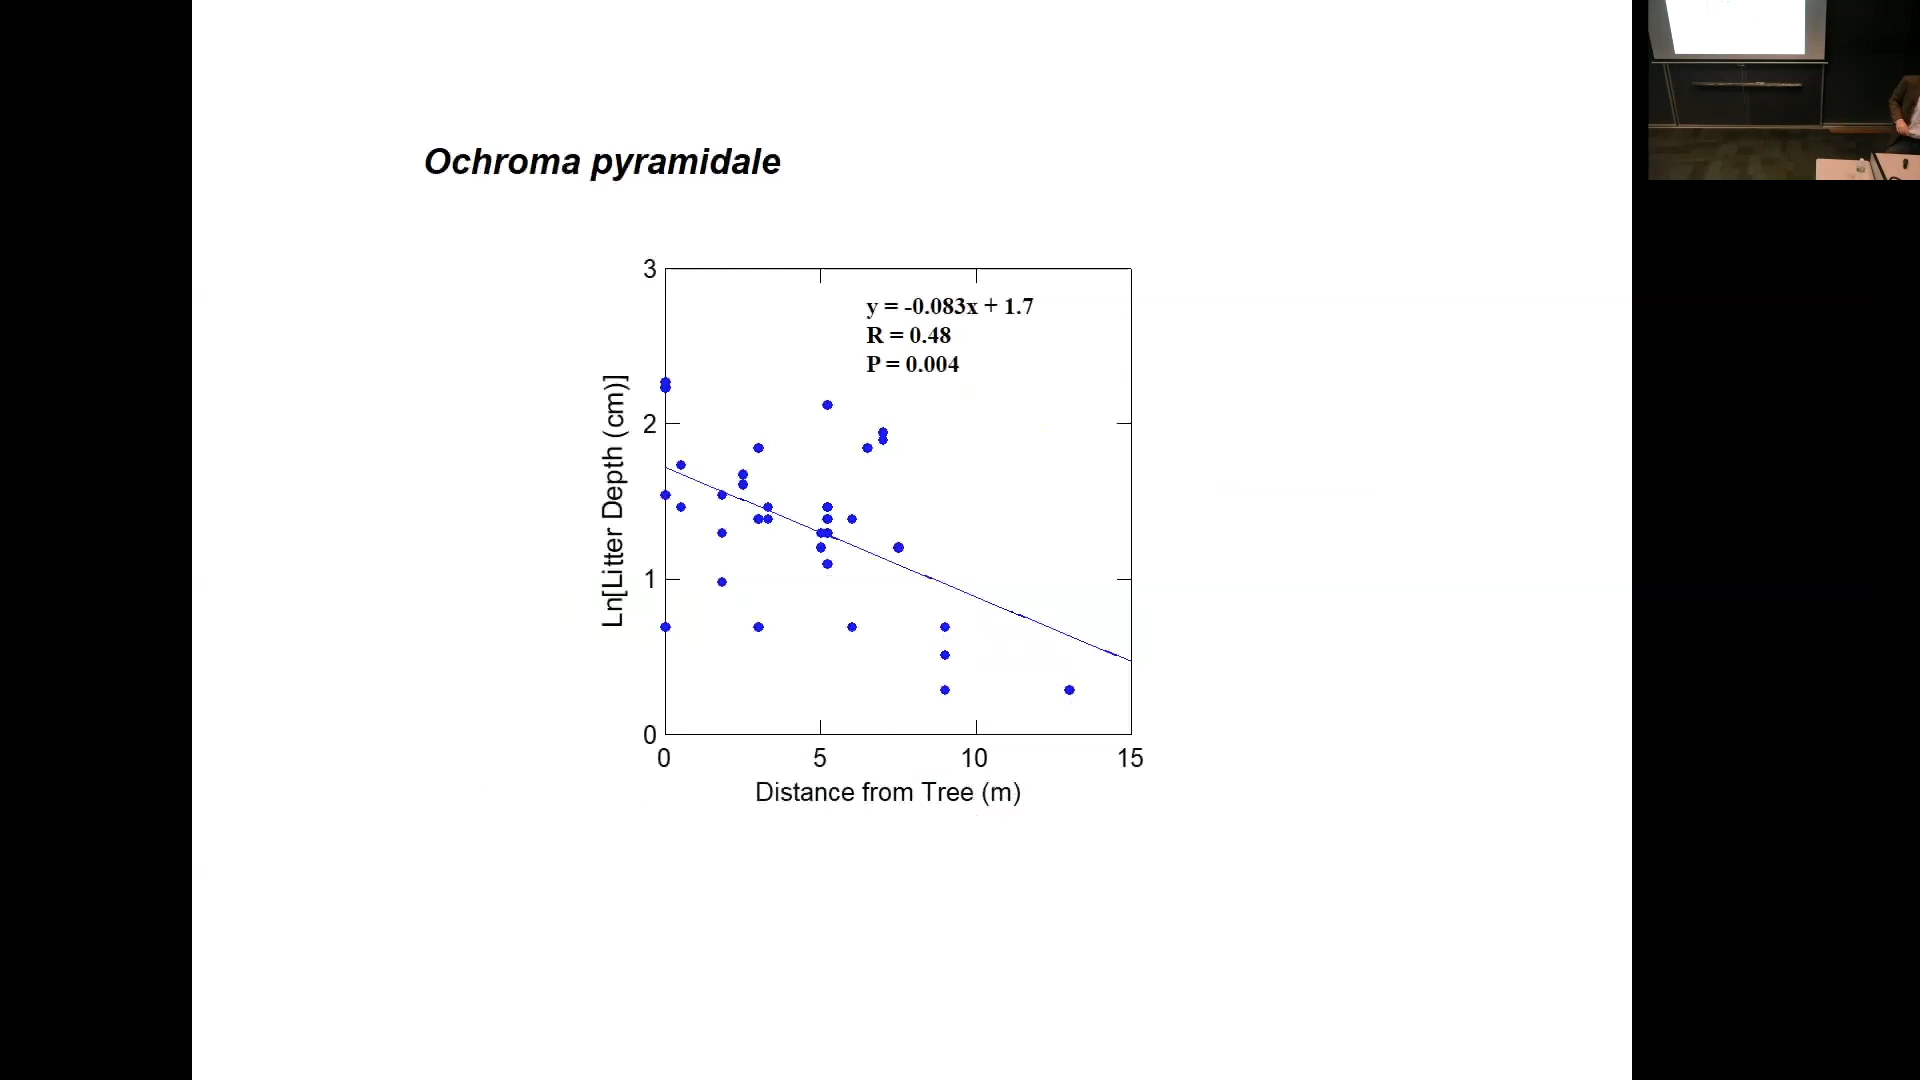 Ochroma pyramidale
y = -0.083x + 1.7
R = 0.48
P = 0.004
Ln[Litter Depth (cm)]
3
2
1
0
0 5 10 15
Distance from Tree (m)